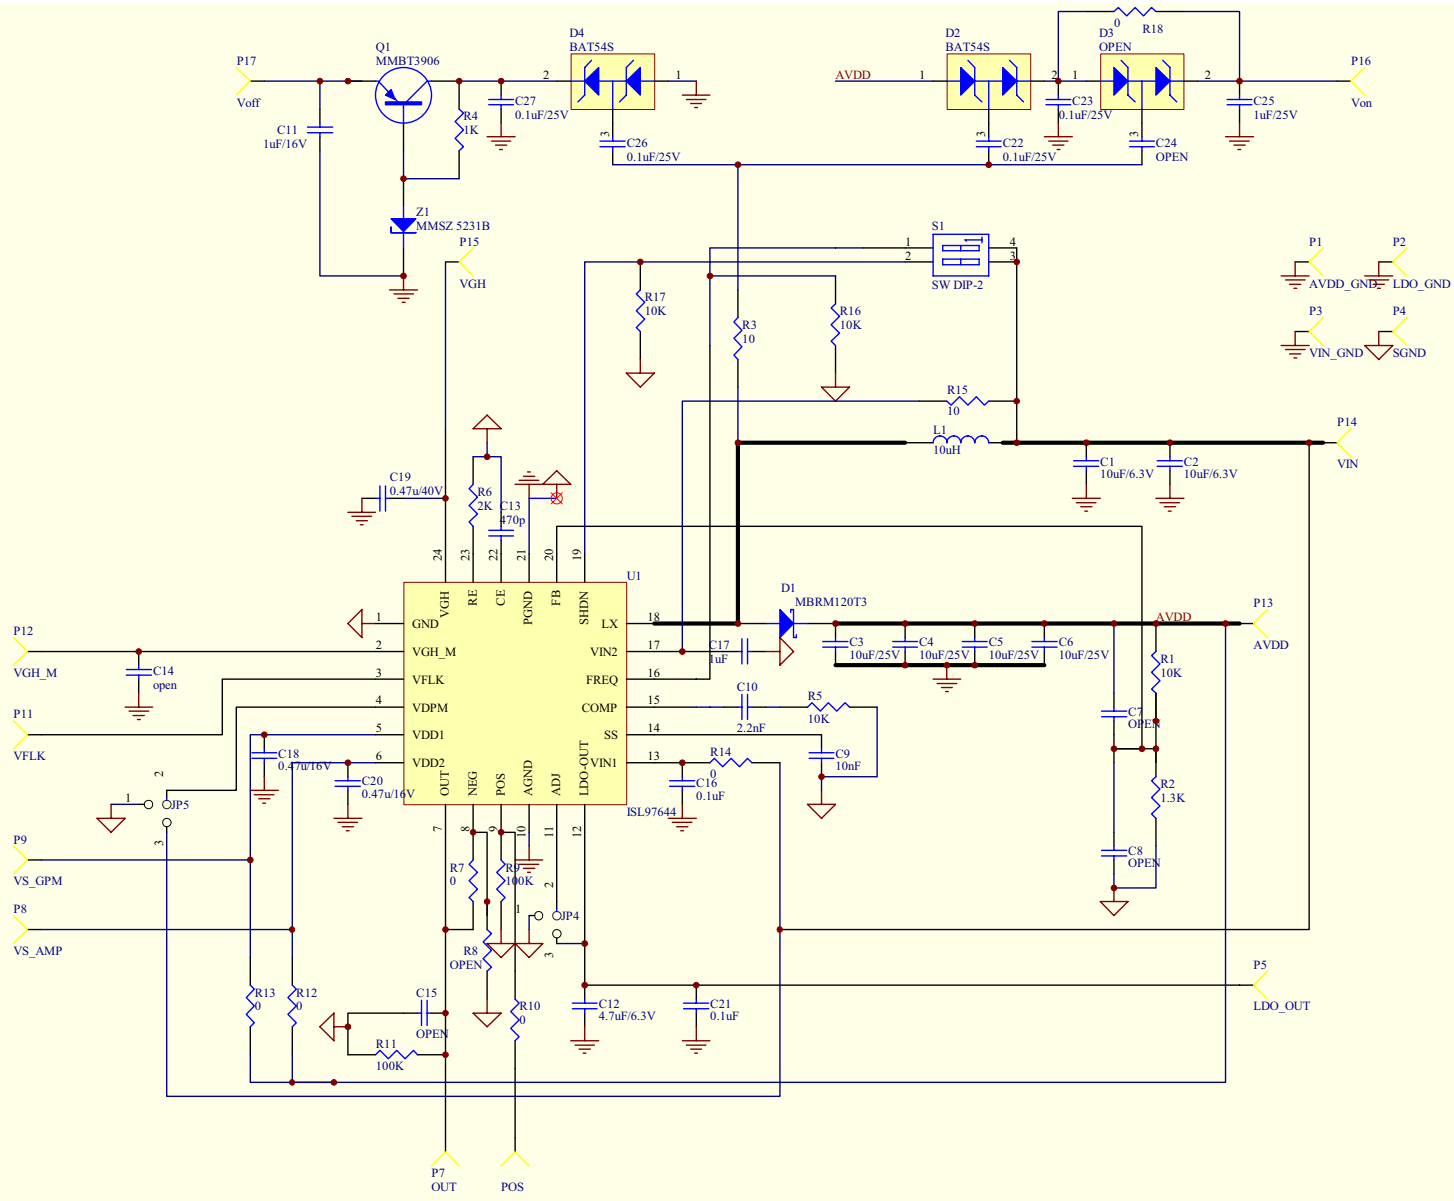 P17
Voff
Q1
MMBT3906
C11
1uF/16V
R4
1K
C27
0.1uF/25V
D4
BAT54S
2
1
3
C26
0.1uF/25V
Z1
MMSZ 5231B
P15
VGH
AVDD
D2
BAT54S
1
2
3
C22
0.1uF/25V
C23
0.1uF/25V
D3
OPEN
1
2
3
C24
OPEN
0
R18
C25
1uF/25V
P16
Von
S1
1
2
4
3
1
SW DIP-2
R17
10K
R3
10
R16
10K
P1
AVDD_GND
P2
LDO_GND
P3
VIN_GND
P4
SGND
R15
10
L1
10uH
C1
10uF/6.3V
C2
10uF/6.3V
P14
VIN
C19
0.47u/40V
R6
2K
C13
470p
24
23
22
21
20
19
U1
VGH
RE
CE
PGND
FB
SHDN
1
GND
2
VGH_M
3
VFLK
4
VDPM
5
VDD1
6
VDD2
LX
18
VIN2
17
FREQ
16
COMP
15
SS
14
VIN1
13
OUT
NEG
POS
AGND
ADJ
LDO-OUT
ISL97644
7
8
9
10
11
12
P12
VGH_M
C14
open
P11
VFLK
C18
0.47u/16V
C20
0.47u/16V
1
2
3
JP5
P9
VS_GPM
P8
VS_AMP
D1
MBRM120T3
C17
1uF
C3
10uF/25V
C4
10uF/25V
C5
10uF/25V
C6
10uF/25V
AVDD
P13
AVDD
C10
2.2nF
R5
10K
C9
10nF
R14
0
C16
0.1uF
R1
10K
C7
OPEN
R2
1.3K
C8
OPEN
R7
0
R9
100K
1
2
3
JP4
R8
OPEN
R13
0
R12
0
C15
OPEN
R11
100K
R10
0
C12
4.7uF/6.3V
C21
0.1uF
P5
LDO_OUT
P7
OUT
POS